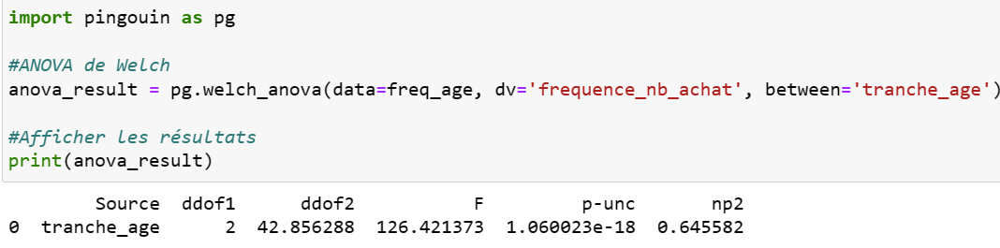 import pingouin as pg
#ANOVA de Welch
anova_result = pg.welch_anova(data=freq_age, dv='frequence_nb_achat', between='tranche_age')
#Afficher les résultats
print(anova_result)
Source ddof1 ddof2 F p-unc np2
0 tranche_age 2 42.856288 126.421373 1.060023e-18 0.645582